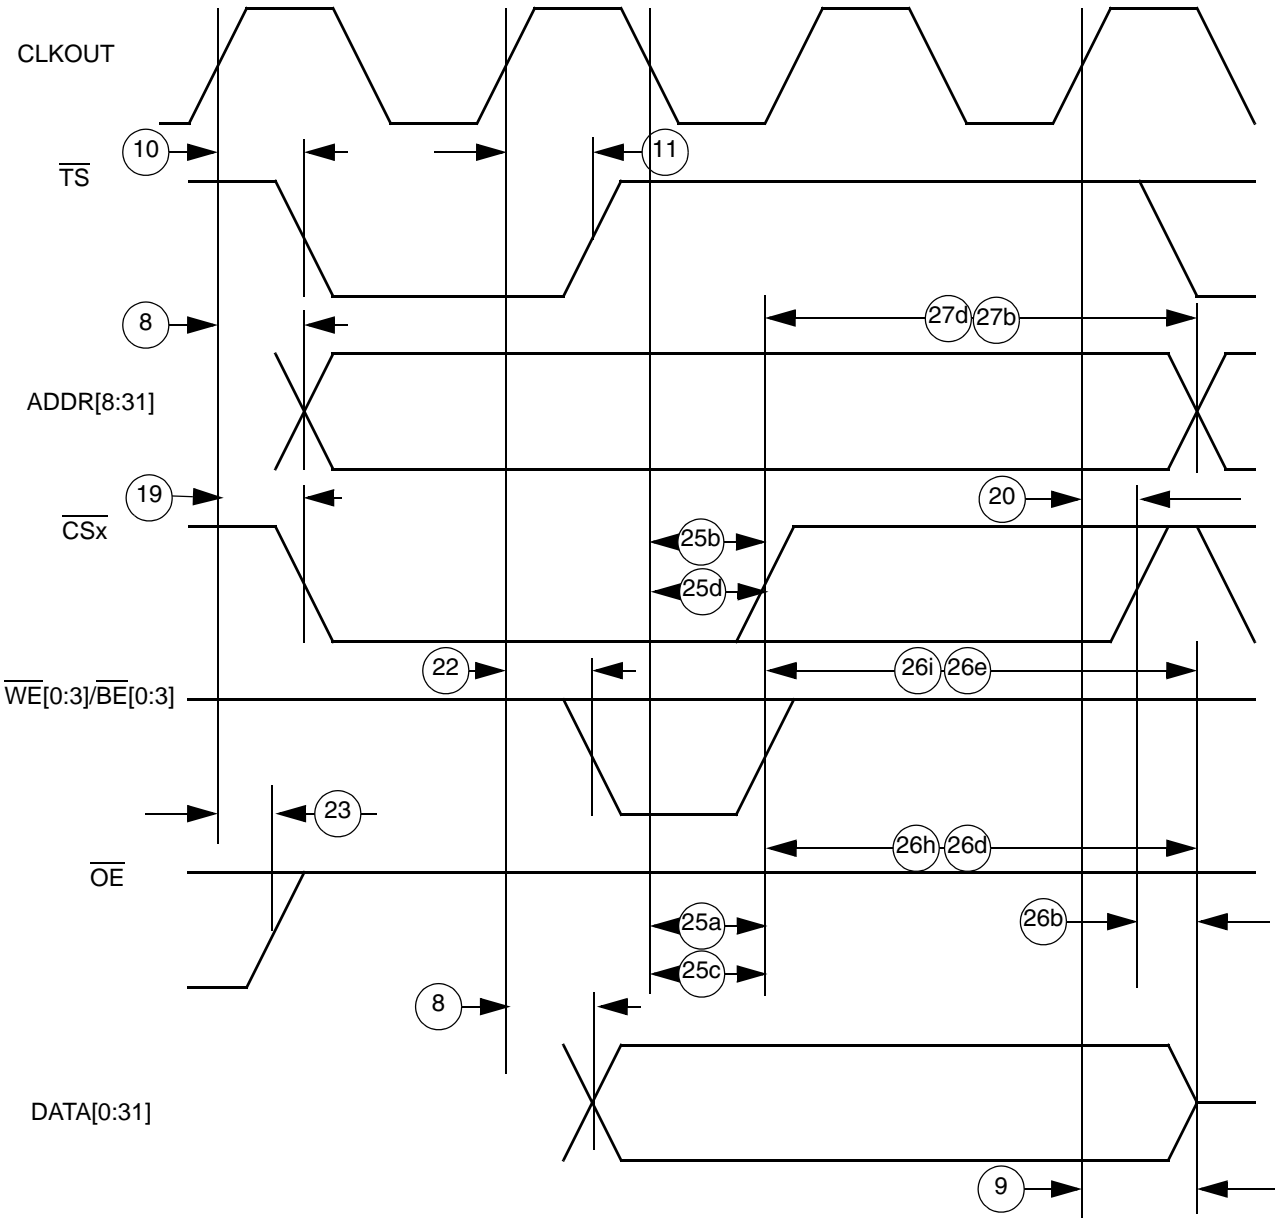 CLKOUT
10
11
TS
8
27d 27b
ADDR[8:31]
19
20
CSx
25b
25d
22
26i 26e
WE[0:3]/BE[0:3]
23
26h 26d
OE
25a
26b
25c
8
DATA[0:31]
9